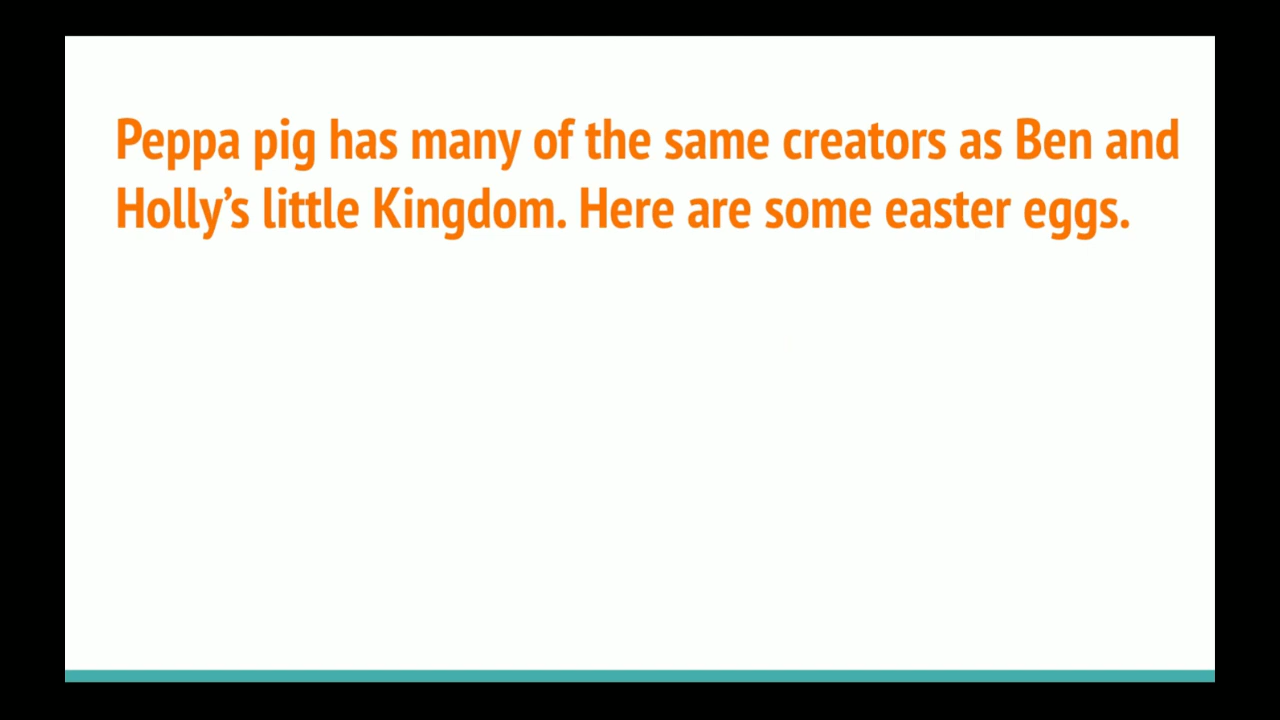 Peppa pig has many of the same creators as Ben and
Holly’s little Kingdom. Here are some easter eggs.